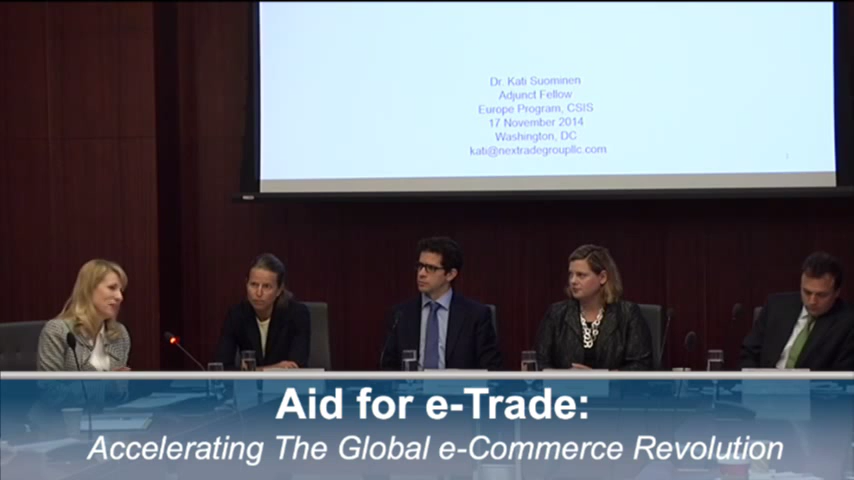 Dr. Kati Suominen
Adjunct Fellow
Europe Program, CSIS
17 November 2014
Washington, DC
kati@nextradegroupllc.com
Aid for e-Trade:
Accelerating The Global e-Commerce Revolution